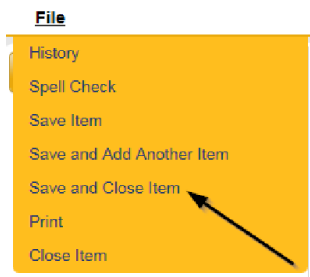 File
History
Spell Check
Save Item
Save and Add Another Item
Save and Close Item
Print
Close Item